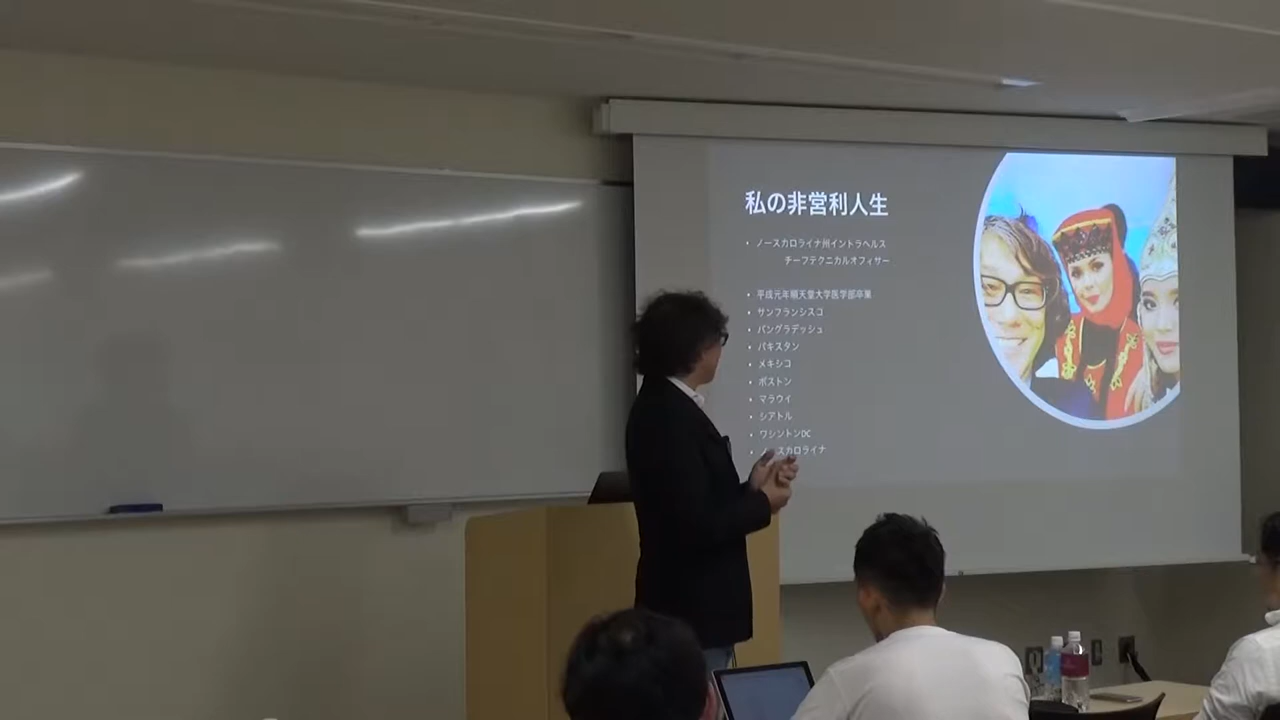 私の非営利人生
• ノースカロライナ州イントラヘルス
チーフテクニカルオフィサー
• 平成元年順天堂大学医学部卒業
• サンフランシスコ
• バングラデッシュ
• パキスタン
• メキシコ
• ボストン
• マラウイ
• シアトル
• ワシントンDC
• ノースカロライナ